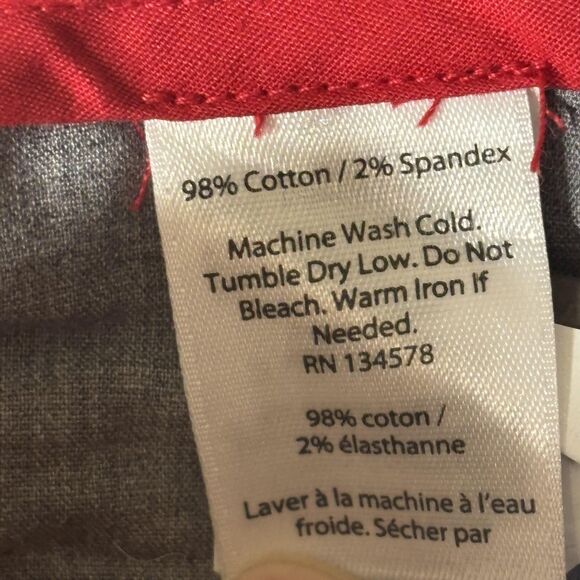 98% Cotton / 2% Spandex
Machine Wash Cold.
Tumble Dry Low. Do Not
Bleach. Warm Iron If
Needed.
RN 134578
98% coton /
2% élasthanne
Laver à la machine à l'eau
froide. Sécher par